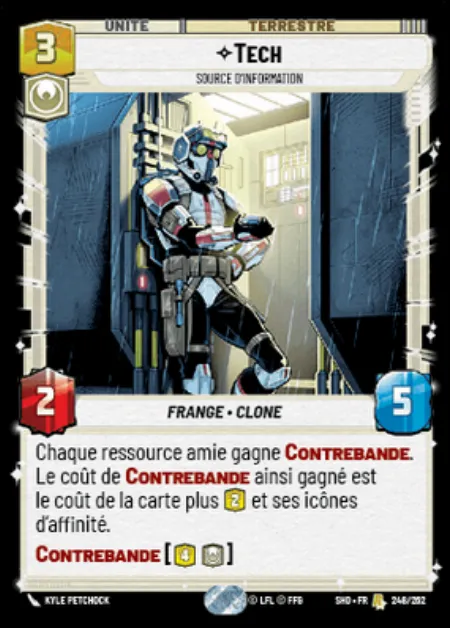 UNITÉ
TERRESTRE
3
TECH
SOURCE D'INFORMATION
2
5
FRANGE • CLONE
Chaque ressource amie gagne CONTREBANDE.
Le coût de CONTREBANDE ainsi gagné est
le coût de la carte plus 2 et ses icônes
d'affinité.
CONTREBANDE [4]
KYLE PETCHOCK
© LFL © FFG
SHD • FR
246/262